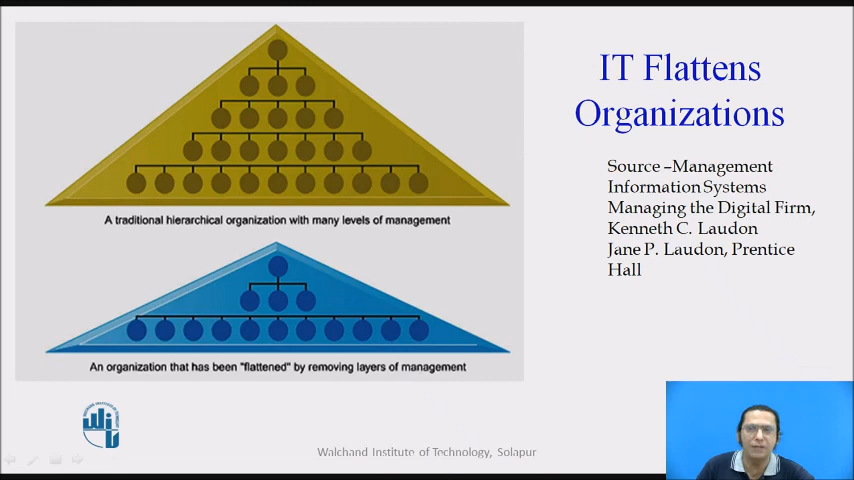 IT Flattens
Organizations
Source –Management
Information Systems
Managing the Digital Firm,
Kenneth C. Laudon
Jane P. Laudon, Prentice
Hall
A traditional hierarchical organization with many levels of management
An organization that has been "flattened" by removing layers of management
Walchand Institute of Technology, Solapur